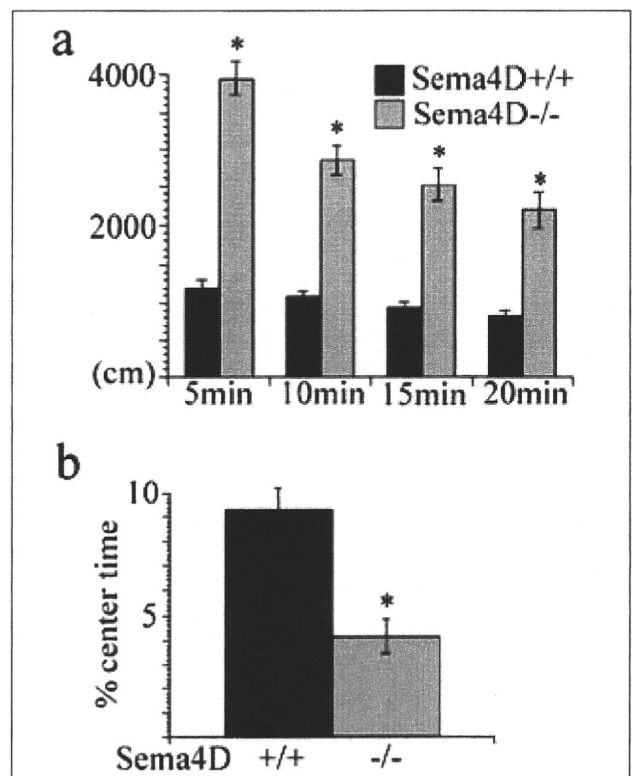 a
*
4000
Sema4D+/+
*
Sema4D-/-
*
*
2000
(cm)
5min 10min 15min 20min
b
10
*
5
% center time
Sema4D +/+ -/-